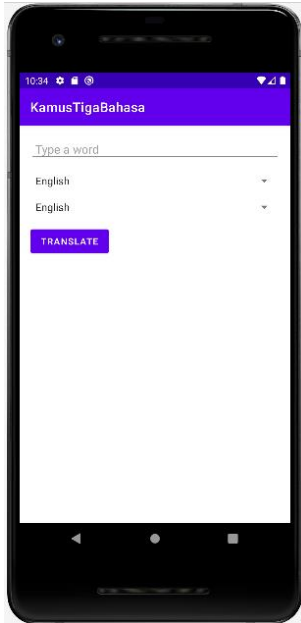 10:34
KamusTigaBahasa
Type a word
English
English
TRANSLATE